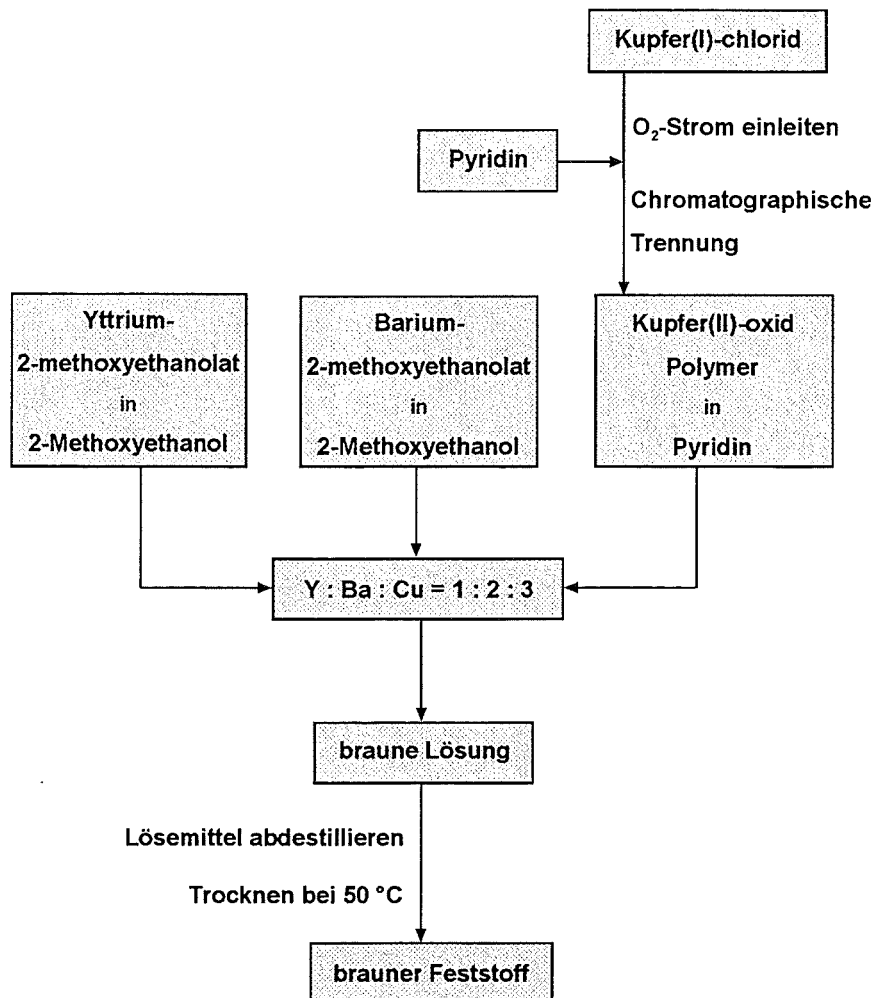 Kupfer(I)-chlorid
O₂-Strom einleiten
Pyridin
Chromatographische
Trennung
Yttrium-
2-methoxyethanolat
in
2-Methoxyethanol
Barium-
2-methoxyethanolat
in
2-Methoxyethanol
Kupfer(II)-oxid
Polymer
in
Pyridin
Y : Ba : Cu = 1 : 2 : 3
braune Lösung
Lösemittel abdestillieren
Trocknen bei 50 °C
brauner Feststoff